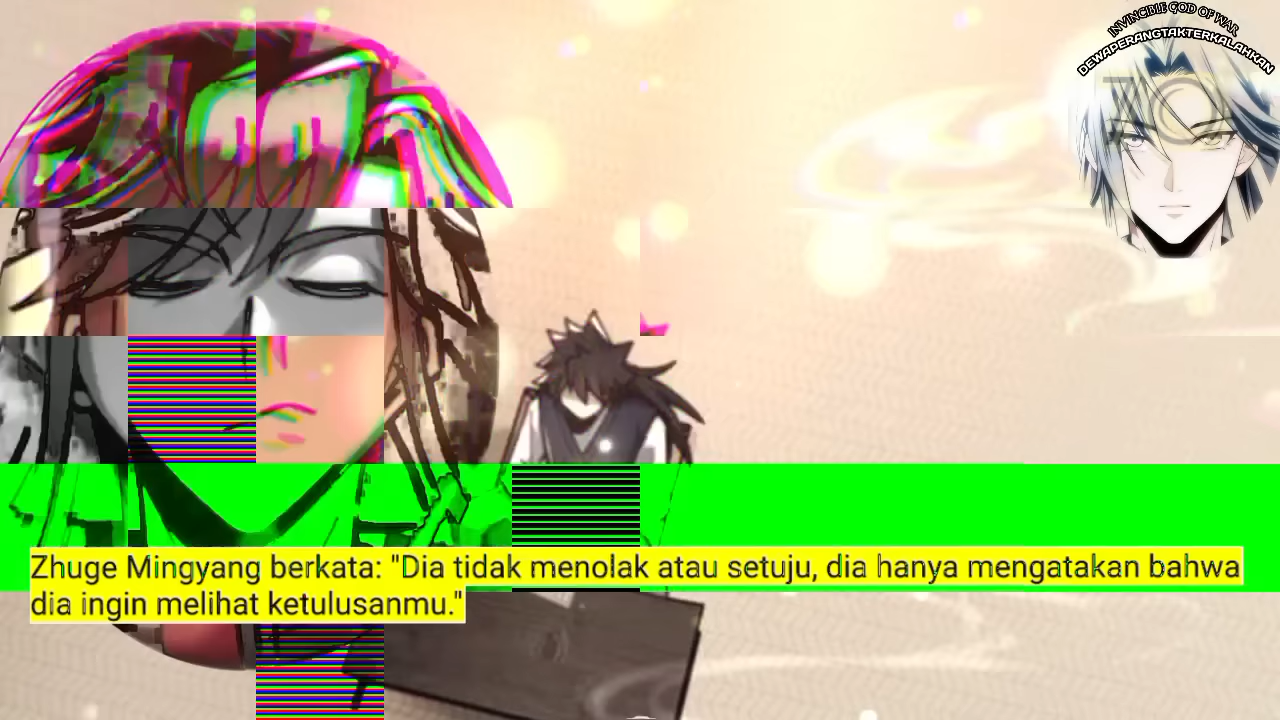 INVINCIBLE GOD OF WAR
DEWAPERANGTAKTERKALAHKAN
Zhuge Mingyang berkata: "Dia tidak menolak atau setuju, dia hanya mengatakan bahwa
dia ingin melihat ketulusanmu."